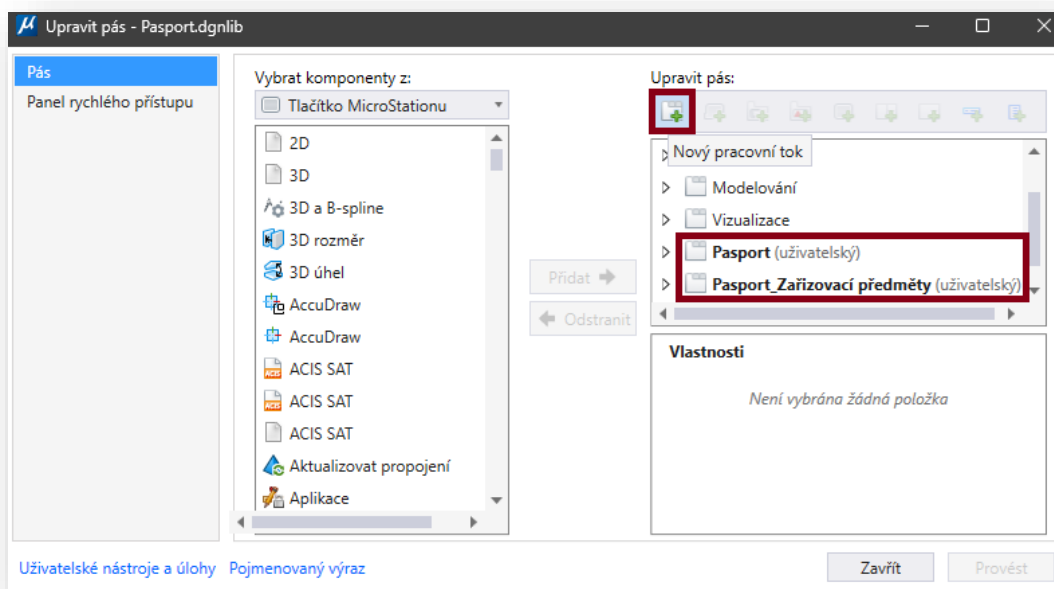 Upravit pás - Pasport.dgnlib
Pás
Panel rychlého přístupu
Vybrat komponenty z:
Tlačítko MicroStationu
2D
3D
3D a B-spline
3D rozměr
3D úhel
AccuDraw
AccuDraw
ACIS SAT
ACIS SAT
ACIS SAT
Aktualizovat propojení
Aplikace
Přidat
Odstranit
Upravit pás:
Nový pracovní tok
Modelování
Vizualizace
Pasport (uživatelský)
Pasport_Zařizovací předměty (uživatelský)
Vlastnosti
Není vybrána žádná položka
Uživatelské nástroje a úlohy Pojmenovaný výraz
Zavřít
Provést